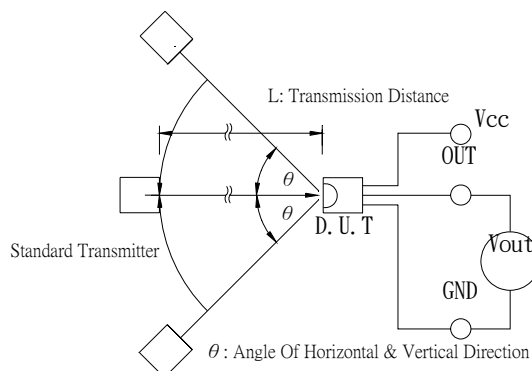 L: Transmission Distance
Vcc
OUT
θ
θ
D.U.T
Standard Transmitter
Vout
GND
θ : Angle Of Horizontal & Vertical Direction